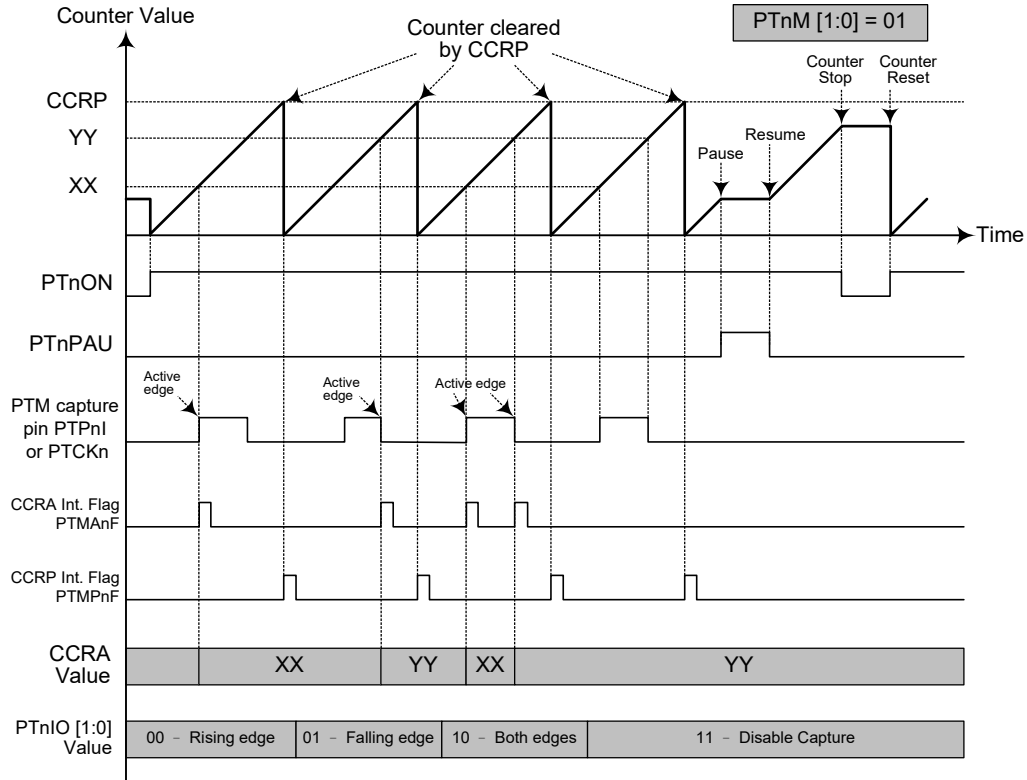 Counter Value
PTnM [1:0] = 01
Counter cleared
by CCRP
Counter
Stop
Counter
Reset
CCRP
YY
XX
Pause
Resume
Time
PTnON
PTnPAU
Active
edge
Active
edge
Active edge
PTM capture
pin PTPnI
or PTCKn
CCRA Int. Flag
PTMAnF
CCRP Int. Flag
PTMPnF
CCRA
Value
XX
YY
XX
YY
PTnIO [1:0]
Value
00 – Rising edge
01 – Falling edge
10 – Both edges
11 – Disable Capture